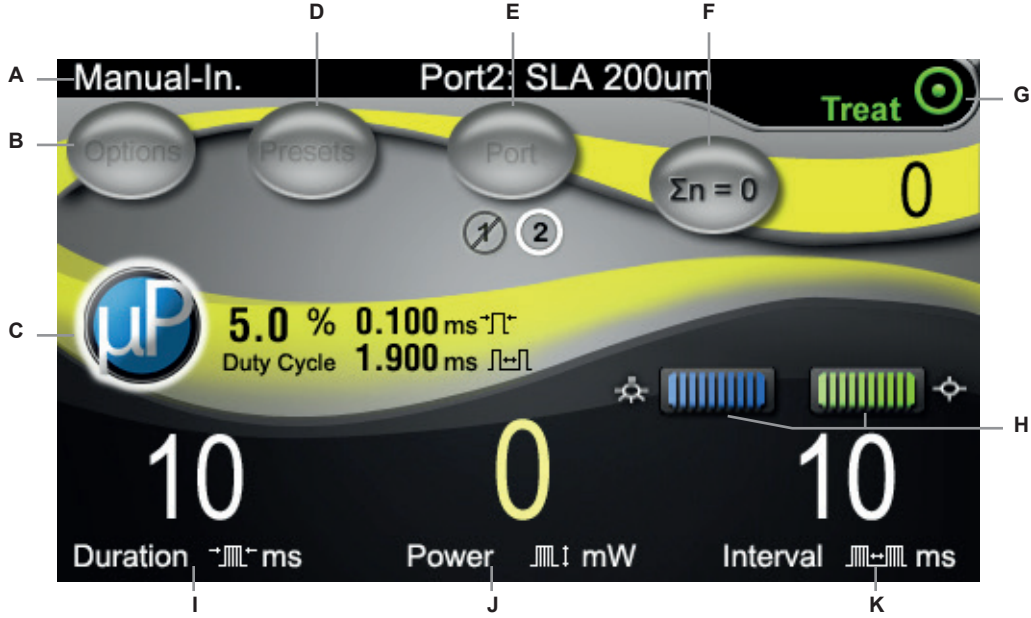 D E F
A Manual-In. Port2: SLA 200um Treat G
B Options Presets Port Σn = 0 0
1 2
C µP 5.0 % 0.100 ms
Duty Cycle 1.900 ms
H
10 0 10
Duration ms Power mW Interval ms
I J K